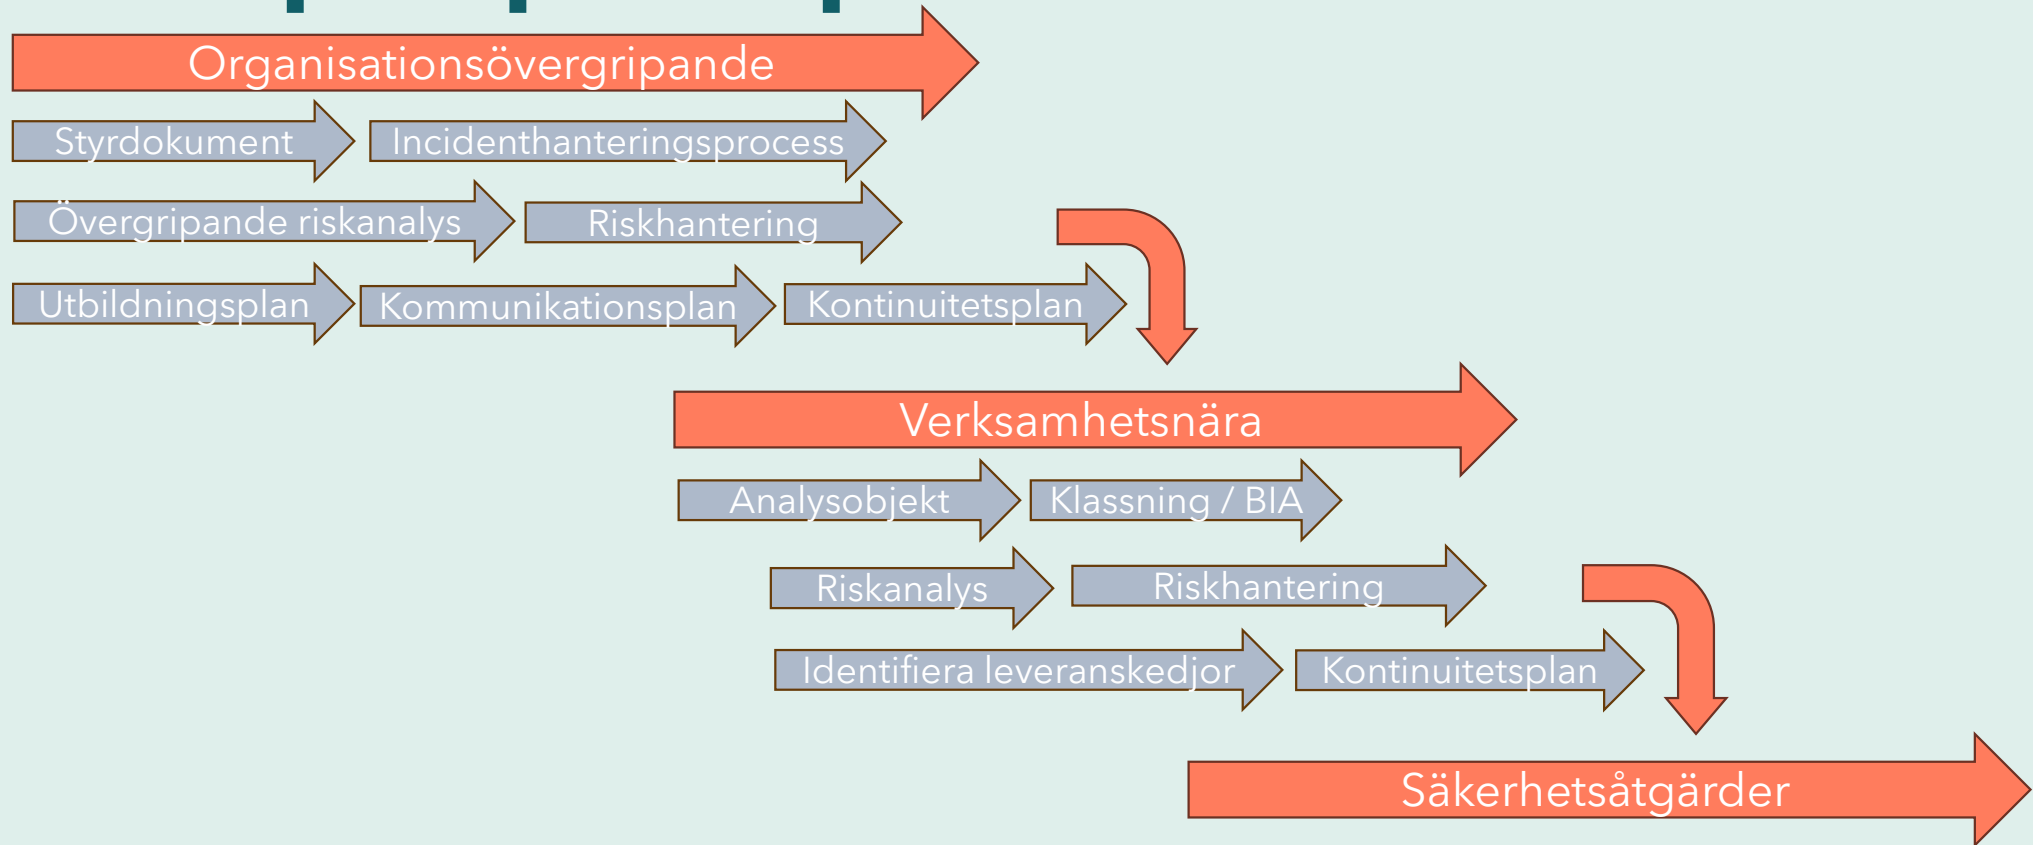 Organisationsövergripande
Styrdokument
Incidenthanteringsprocess
Övergripande riskanalys
Riskhantering
Utbildningsplan
Kommunikationsplan
Kontinuitetsplan
Verksamhetsnära
Analysobjekt
Klassning / BIA
Riskanalys
Riskhantering
Identifiera leveranskedjor
Kontinuitetsplan
Säkerhetsåtgärder